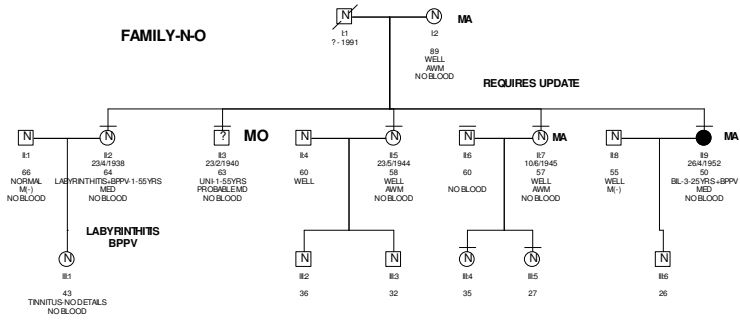 FAMILY-N-O
N
N
MA
I:1
? - 1991
I:2
89
WELL
AWM
NO BLOOD
REQUIRES UPDATE
N
N
?
MO
N
N
N
N
MA
N
MA
II:1
66
NORMAL
M(-)
NO BLOOD
II:2
23/4/1938
64
LABYRINTHITIS+BPPV-1-55YRS
MED
NO BLOOD
II:3
23/2/1940
63
UNI-1-55YRS
PROBABLE MD
NO BLOOD
II:4
60
WELL
II:5
23/5/1944
58
WELL
AWM
NO BLOOD
II:6
60
NO BLOOD
II:7
10/6/1945
57
WELL
AWM
NO BLOOD
II:8
55
WELL
M(-)
II:9
26/4/1952
50
BIL-3-25YRS+BPPV
MED
NO BLOOD
LABYRINTHITIS
BPPV
N
N
N
N
N
N
III:1
43
TINNITUS-NO DETAILS
NO BLOOD
III:2
36
III:3
32
III:4
35
III:5
27
III:6
26